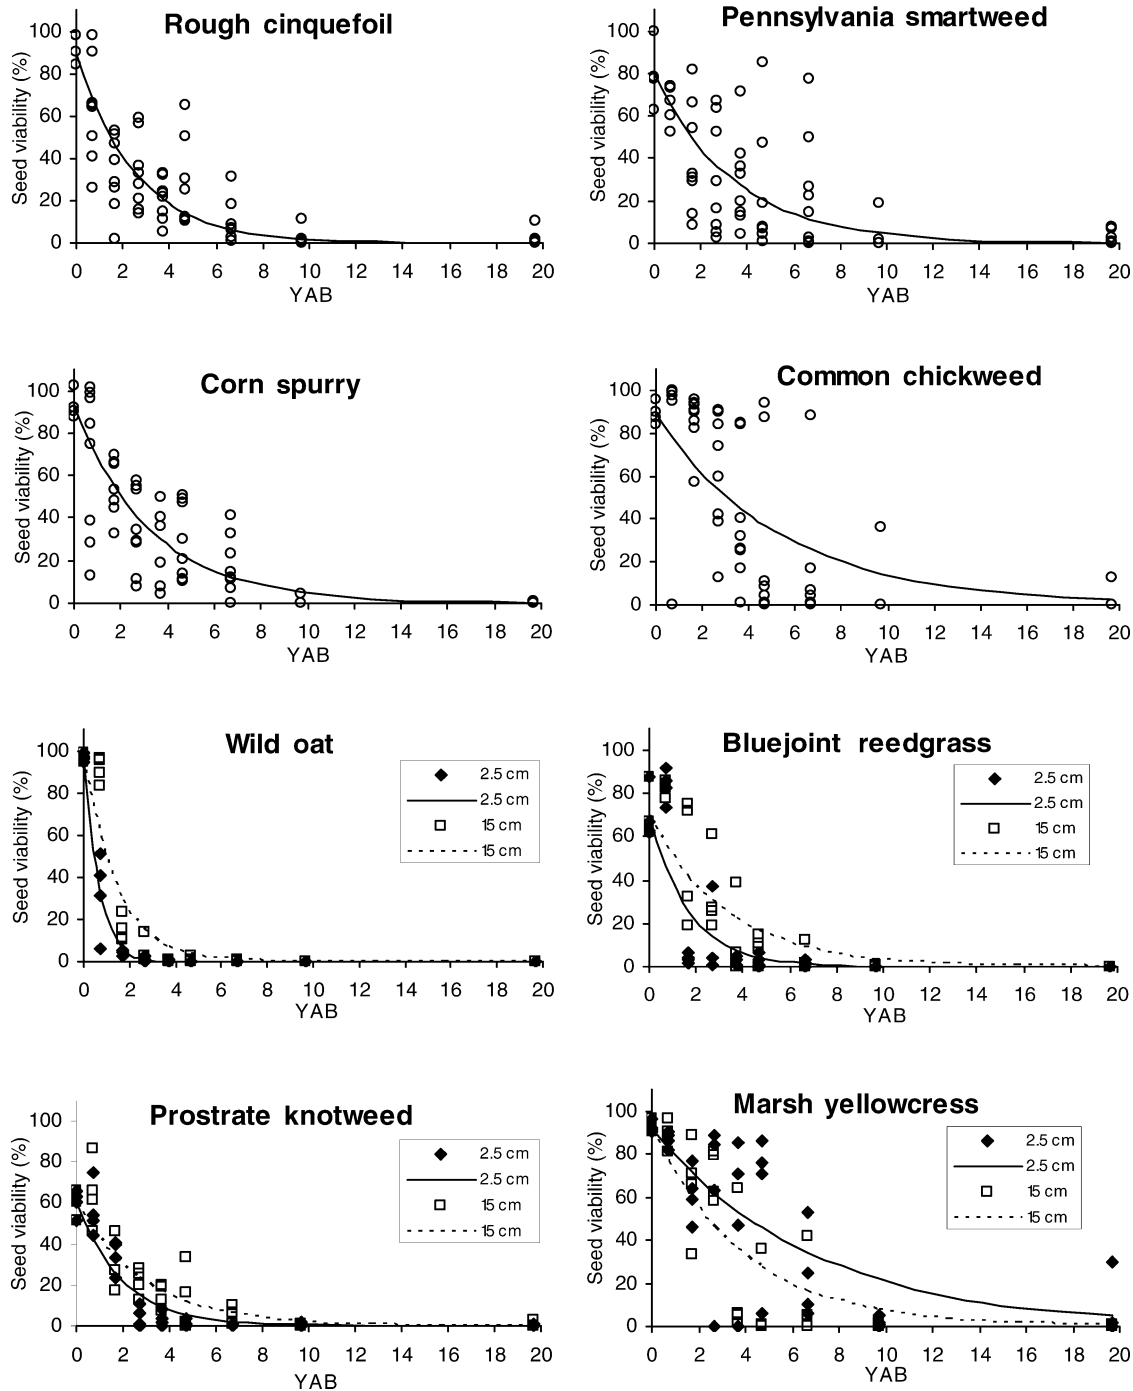 Rough cinquefoil
Seed viability (%)
100
80
60
40
20
0
0 2 4 6 8 10 12 14 16 18 20
YAB
Pennsylvania smartweed
Seed viability (%)
100
80
60
40
20
0
0 2 4 6 8 10 12 14 16 18 20
YAB
Corn spurry
Seed viability (%)
100
80
60
40
20
0
0 2 4 6 8 10 12 14 16 18 20
YAB
Common chickweed
Seed viability (%)
100
80
60
40
20
0
0 2 4 6 8 10 12 14 16 18 20
YAB
Wild oat
Seed viability (%)
100
80
60
40
20
0
2.5 cm
2.5 cm
15 cm
15 cm
0 2 4 6 8 10 12 14 16 18 20
YAB
Bluejoint reedgrass
Seed viability (%)
100
80
60
40
20
0
2.5 cm
2.5 cm
15 cm
15 cm
0 2 4 6 8 10 12 14 16 18 20
YAB
Prostrate knotweed
Seed viability (%)
100
80
60
40
20
0
2.5 cm
2.5 cm
15 cm
15 cm
0 2 4 6 8 10 12 14 16 18 20
YAB
Marsh yellowcress
Seed viability (%)
100
80
60
40
20
0
2.5 cm
2.5 cm
15 cm
15 cm
0 2 4 6 8 10 12 14 16 18 20
YAB